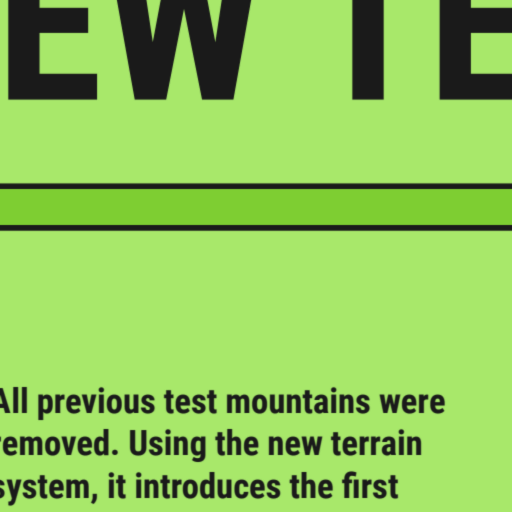 EW TE
All previous test mountains were
removed. Using the new terrain
system, it introduces the first